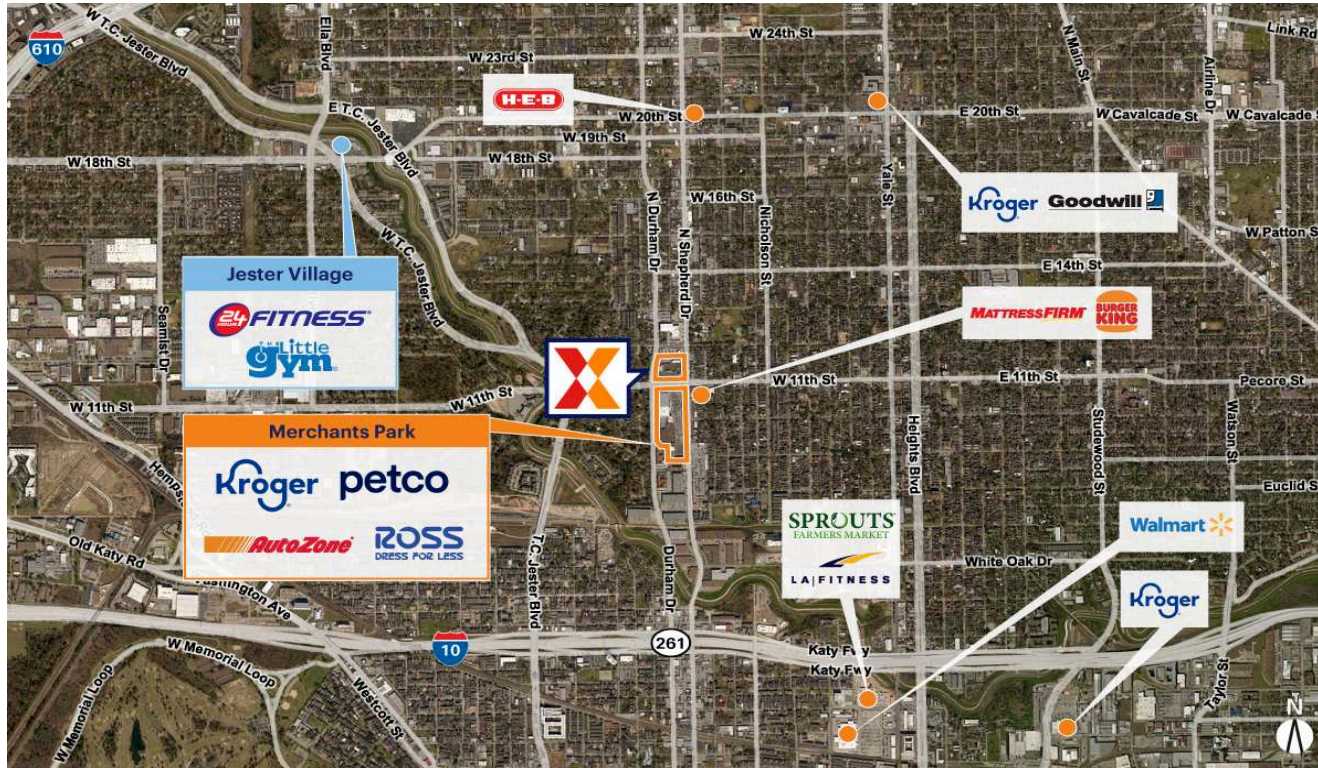 610
W T.C. Jester Blvd
Ella Blvd
W 24th St
N Main St
Airline Dr
Link Rd
W 23rd St
H-E-B
E T.C. Jester Blvd
W 20th St
E 20th St
W Cavalcade St
W Cavalcade St
W 19th St
W 18th St
W 18th St
N Durham Dr
N Shepherd Dr
W 16th St
Nicholson St
Yale St
Kroger
Goodwill
W Patton S
W T.C. Jester Blvd
E 14th St
Jester Village
24 HOUR FITNESS
THE Little
gym
Seamist Dr
MATTRESSFIRM
BURGER
KING
W 11th St
W 11th St
W 11th St
E 11th St
Pecore St
Merchants Park
Kroger petco
AutoZone ROSS
DRESS FOR LESS
Heights Blvd
Studewood St
Watson St
Euclid S
Old Katy Rd
T.C. Jester Blvd
Durham Dr
SPROUTS
FARMERS MARKET
LA|FITNESS
White Oak Dr
Walmart
Kroger
W Memorial Loop
W Memorial Loop
Westcott St
10
261
Katy Fwy
Katy Fwy
Taylor St
N